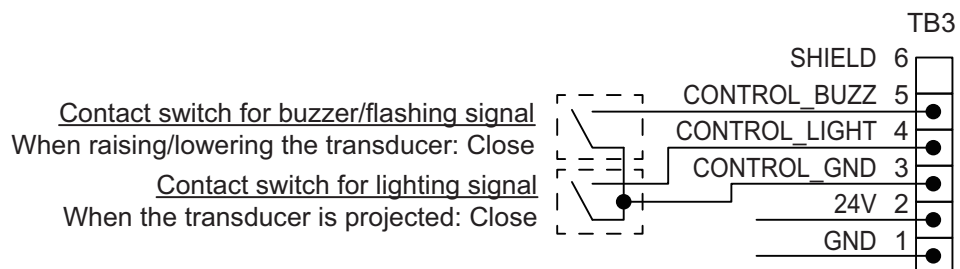 TB3
SHIELD 6
CONTROL_BUZZ 5
Contact switch for buzzer/flashing signal
When raising/lowering the transducer: Close
CONTROL_LIGHT 4
CONTROL_GND 3
Contact switch for lighting signal
When the transducer is projected: Close
24V 2
GND 1